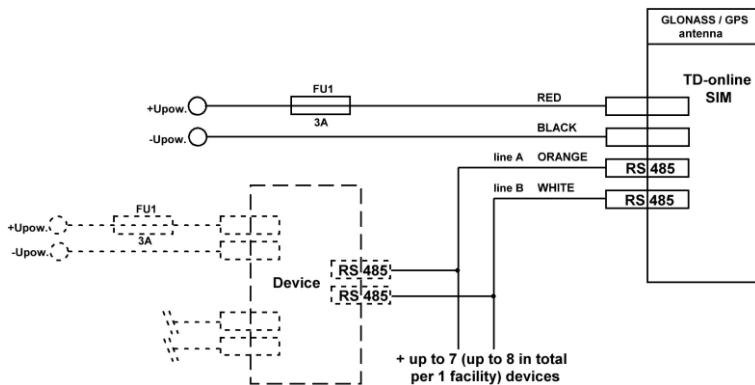 GLONASS / GPS
antenna
TD-online
SIM
FU1
RED
+Upow.
3A
BLACK
-Upow.
line A ORANGE
RS 485
line B WHITE
RS 485
FU1
+Upow.
3A
-Upow.
Device
RS 485
RS 485
+ up to 7 (up to 8 in total
per 1 facility) devices